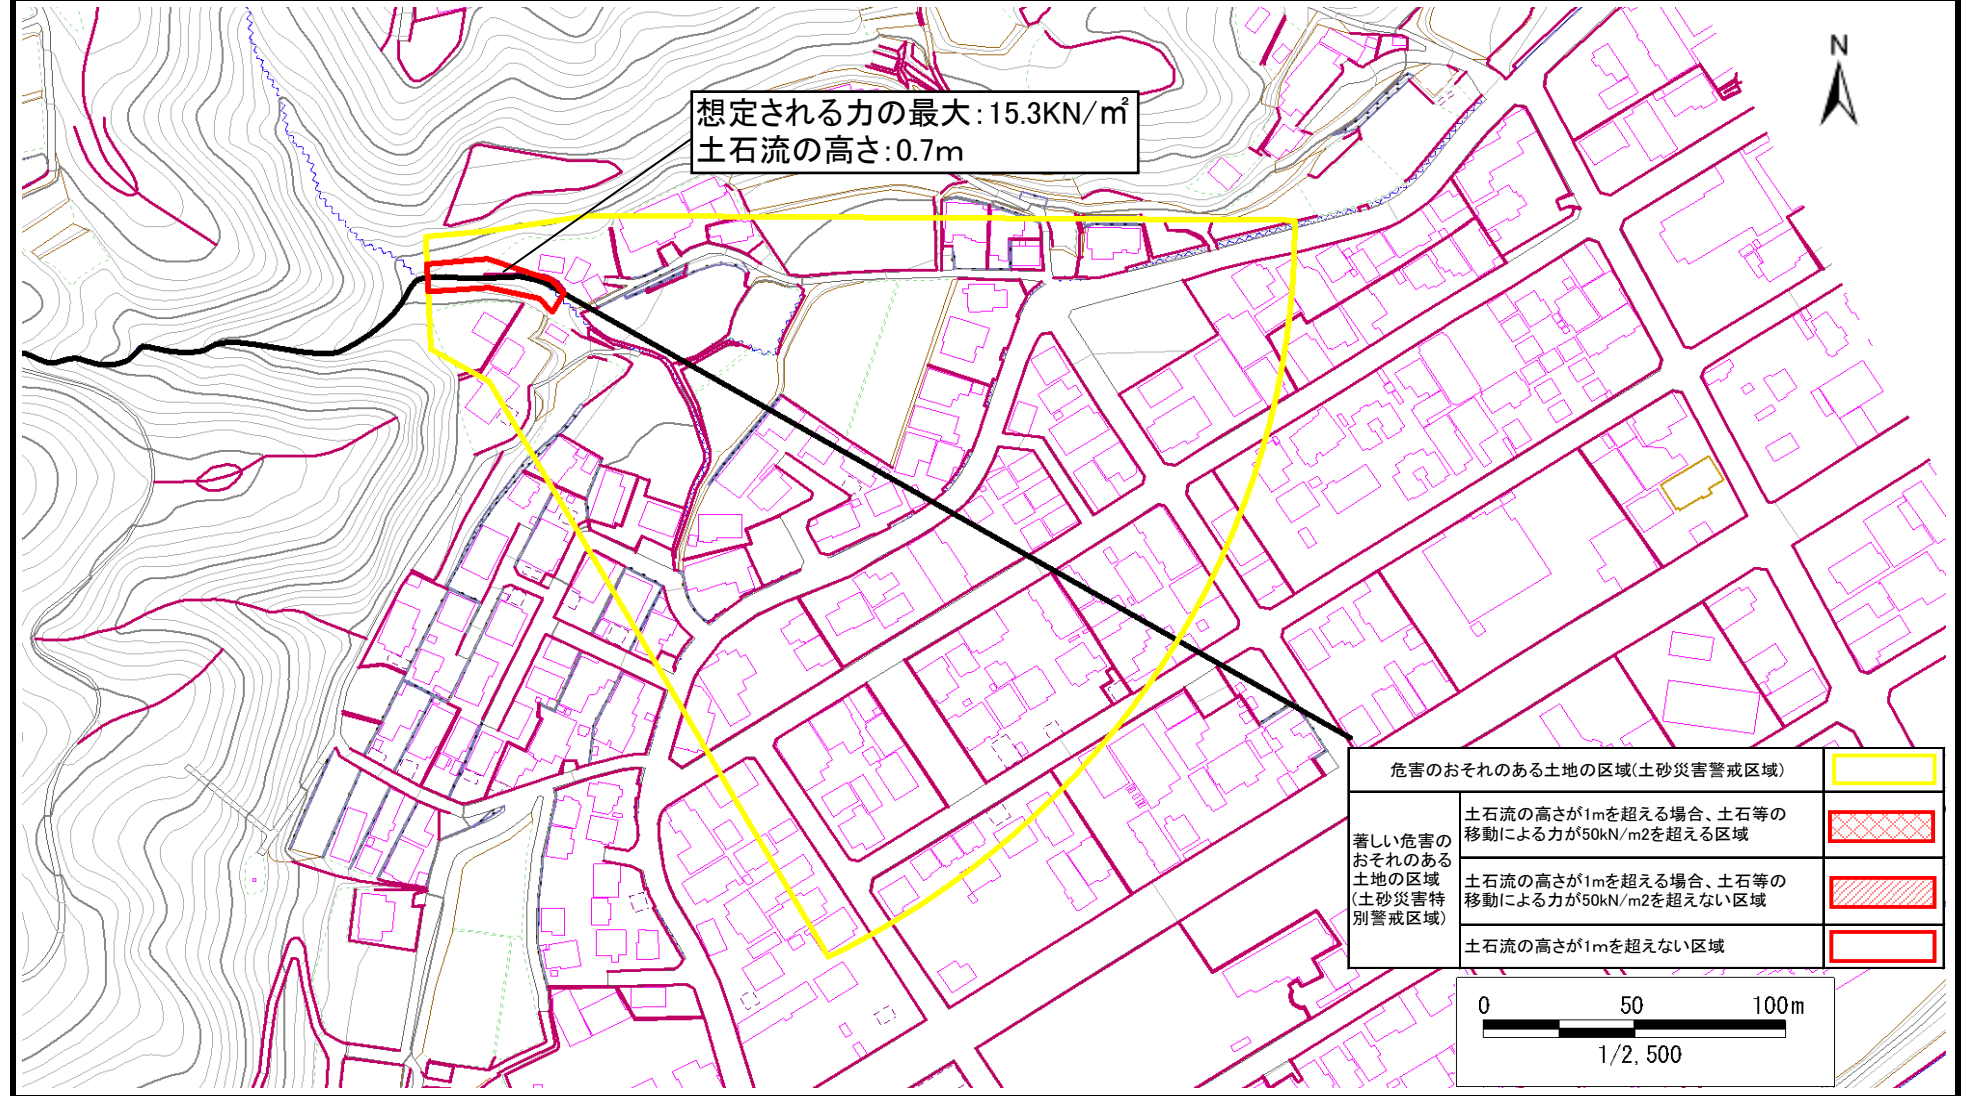 N
想定される力の最大:15.3KN/㎡
土石流の高さ:0.7m
危害のおそれのある土地の区域(土砂災害警戒区域)
著しい危害の
おそれのある
土地の区域
(土砂災害特
別警戒区域)
土石流の高さが1mを超える場合、土石等の
移動による力が50kN/m2を超える区域
土石流の高さが1mを超える場合、土石等の
移動による力が50kN/m2を超えない区域
土石流の高さが1mを超えない区域
0 50 100m
1/2,500